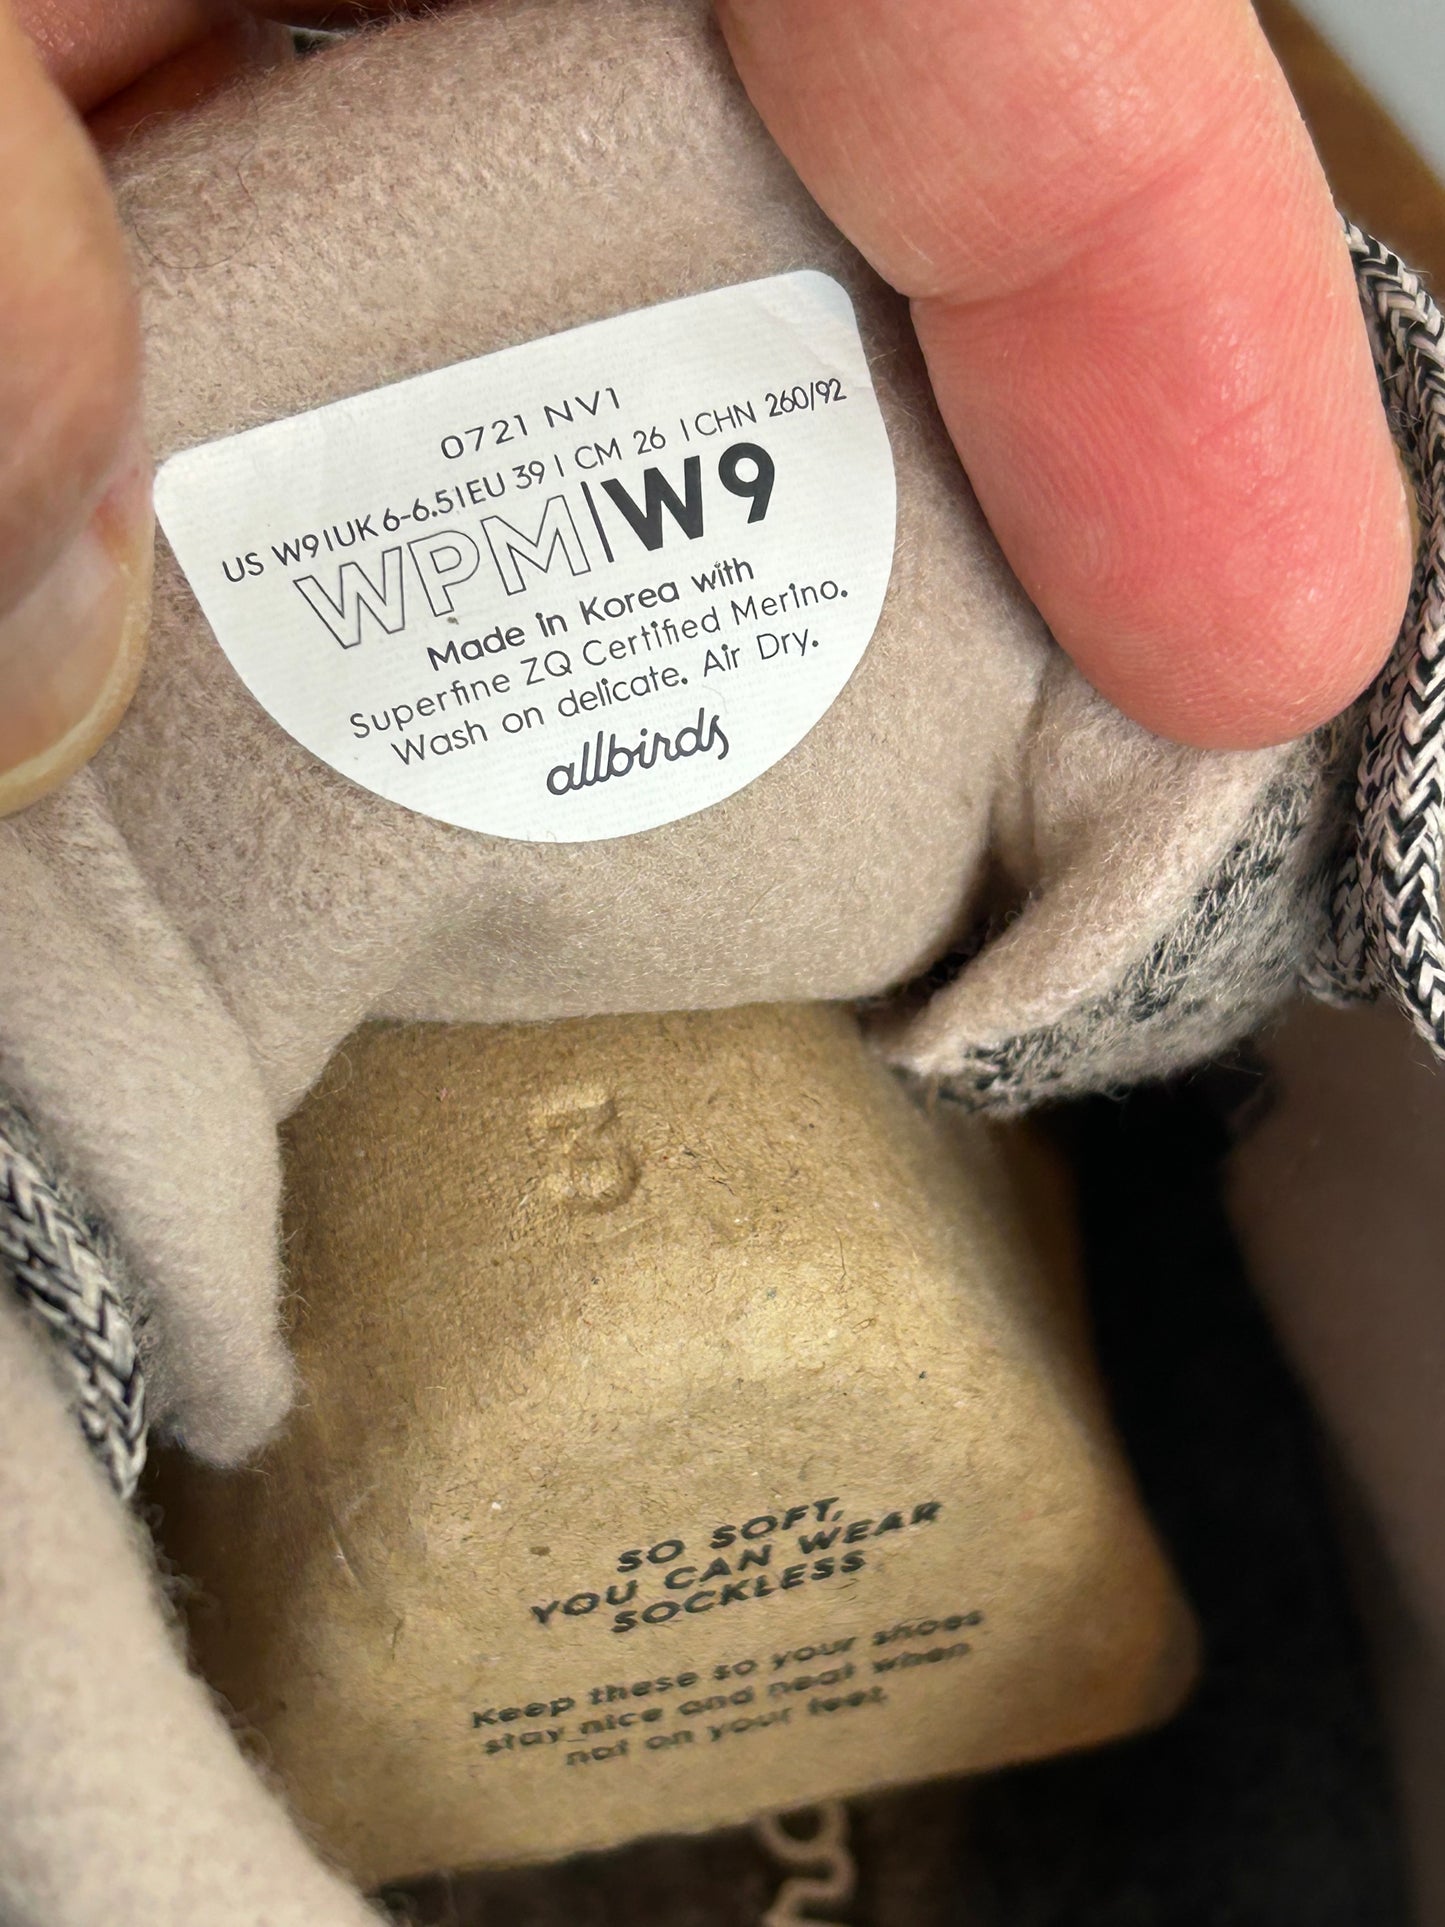 0721 NV1
US W9 | UK 6-6.5 | EU 39 | CM 26 | CHN 260/92
WPM | W9
Made in Korea with
Superfine ZQ Certified Merino.
Wash on delicate. Air Dry.
allbirds
SO SOFT,
YOU CAN WEAR
SOCKLESS
Keep these so your shoes
stay nice and neat when
not on your feet